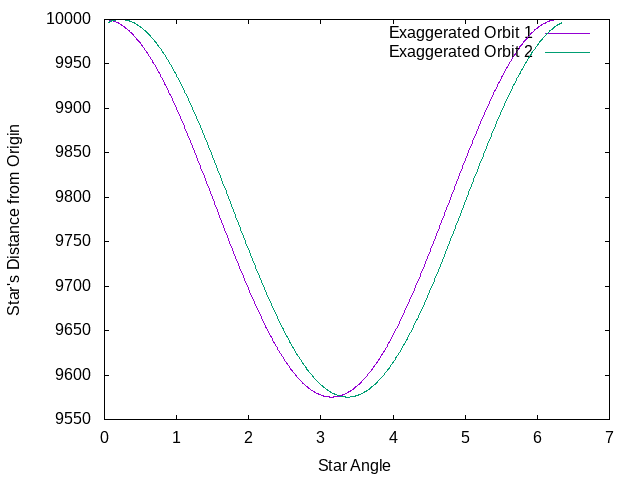 10000
9950
9900
9850
9800
9750
9700
9650
9600
9550
0 1 2 3 4 5 6 7
Star's Distance from Origin
Star Angle
Exaggerated Orbit 1
Exaggerated Orbit 2